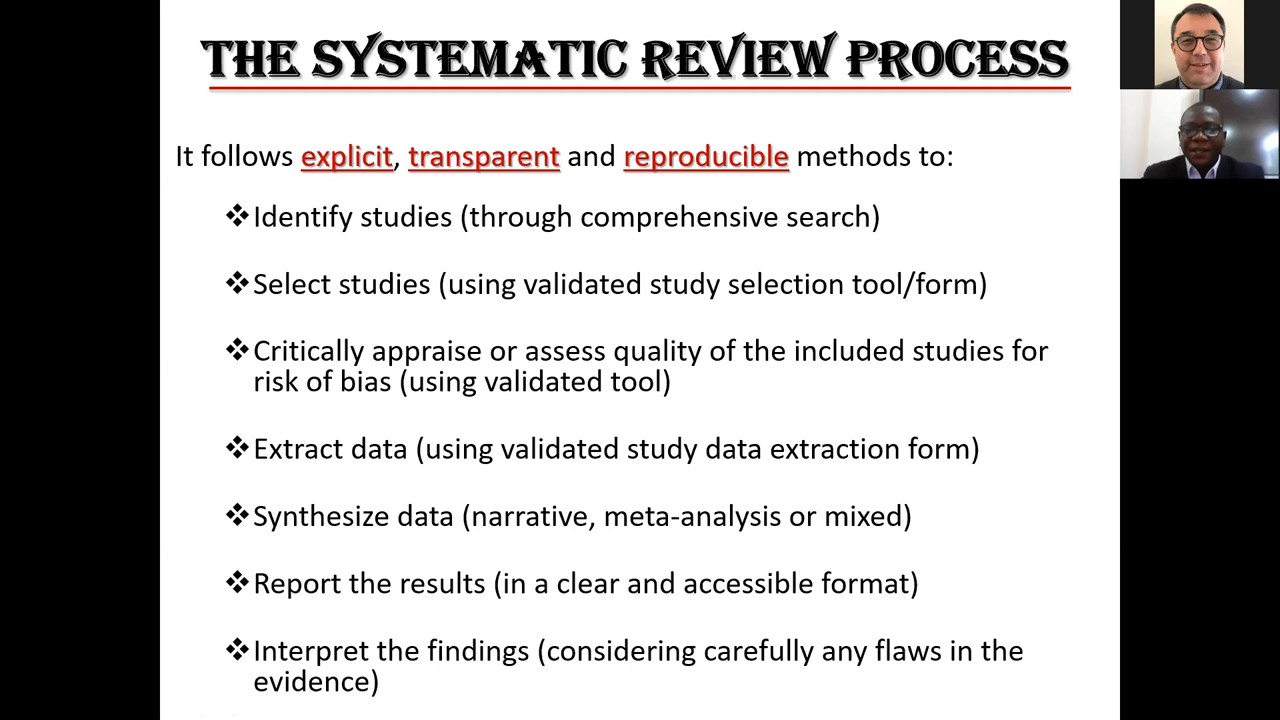 THE SYSTEMATIC REVIEW PROCESS
It follows explicit, transparent and reproducible methods to:
❖Identify studies (through comprehensive search)
❖Select studies (using validated study selection tool/form)
❖Critically appraise or assess quality of the included studies for
risk of bias (using validated tool)
❖Extract data (using validated study data extraction form)
❖Synthesize data (narrative, meta-analysis or mixed)
❖Report the results (in a clear and accessible format)
❖Interpret the findings (considering carefully any flaws in the
evidence)